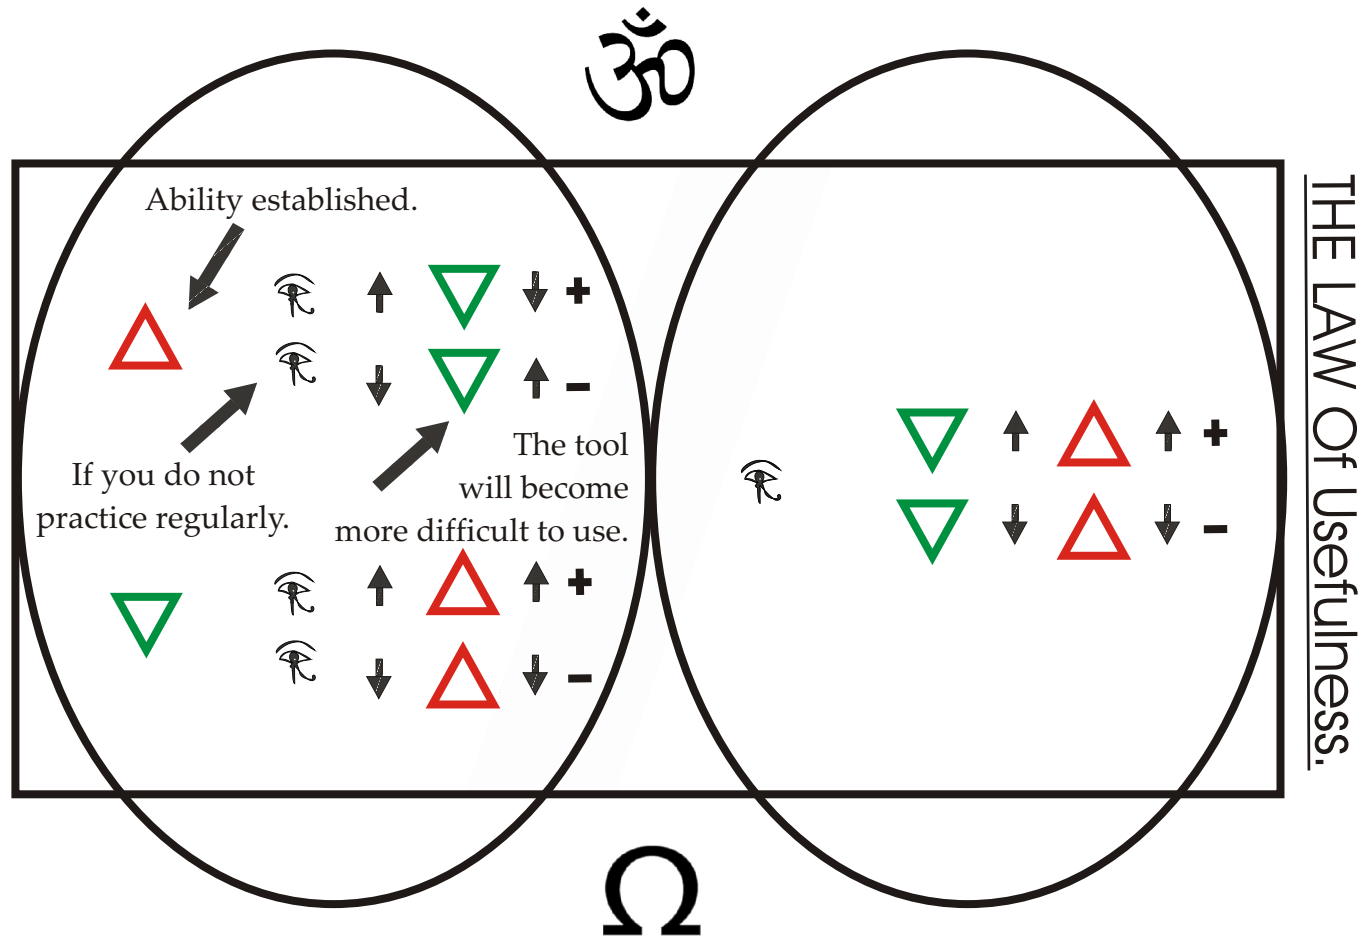 ॐ
Ability established.
+
−
If you do not
practice regularly.
The tool
will become
more difficult to use.
+
−
+
−
THE LAW Of Usefulness.
Ω